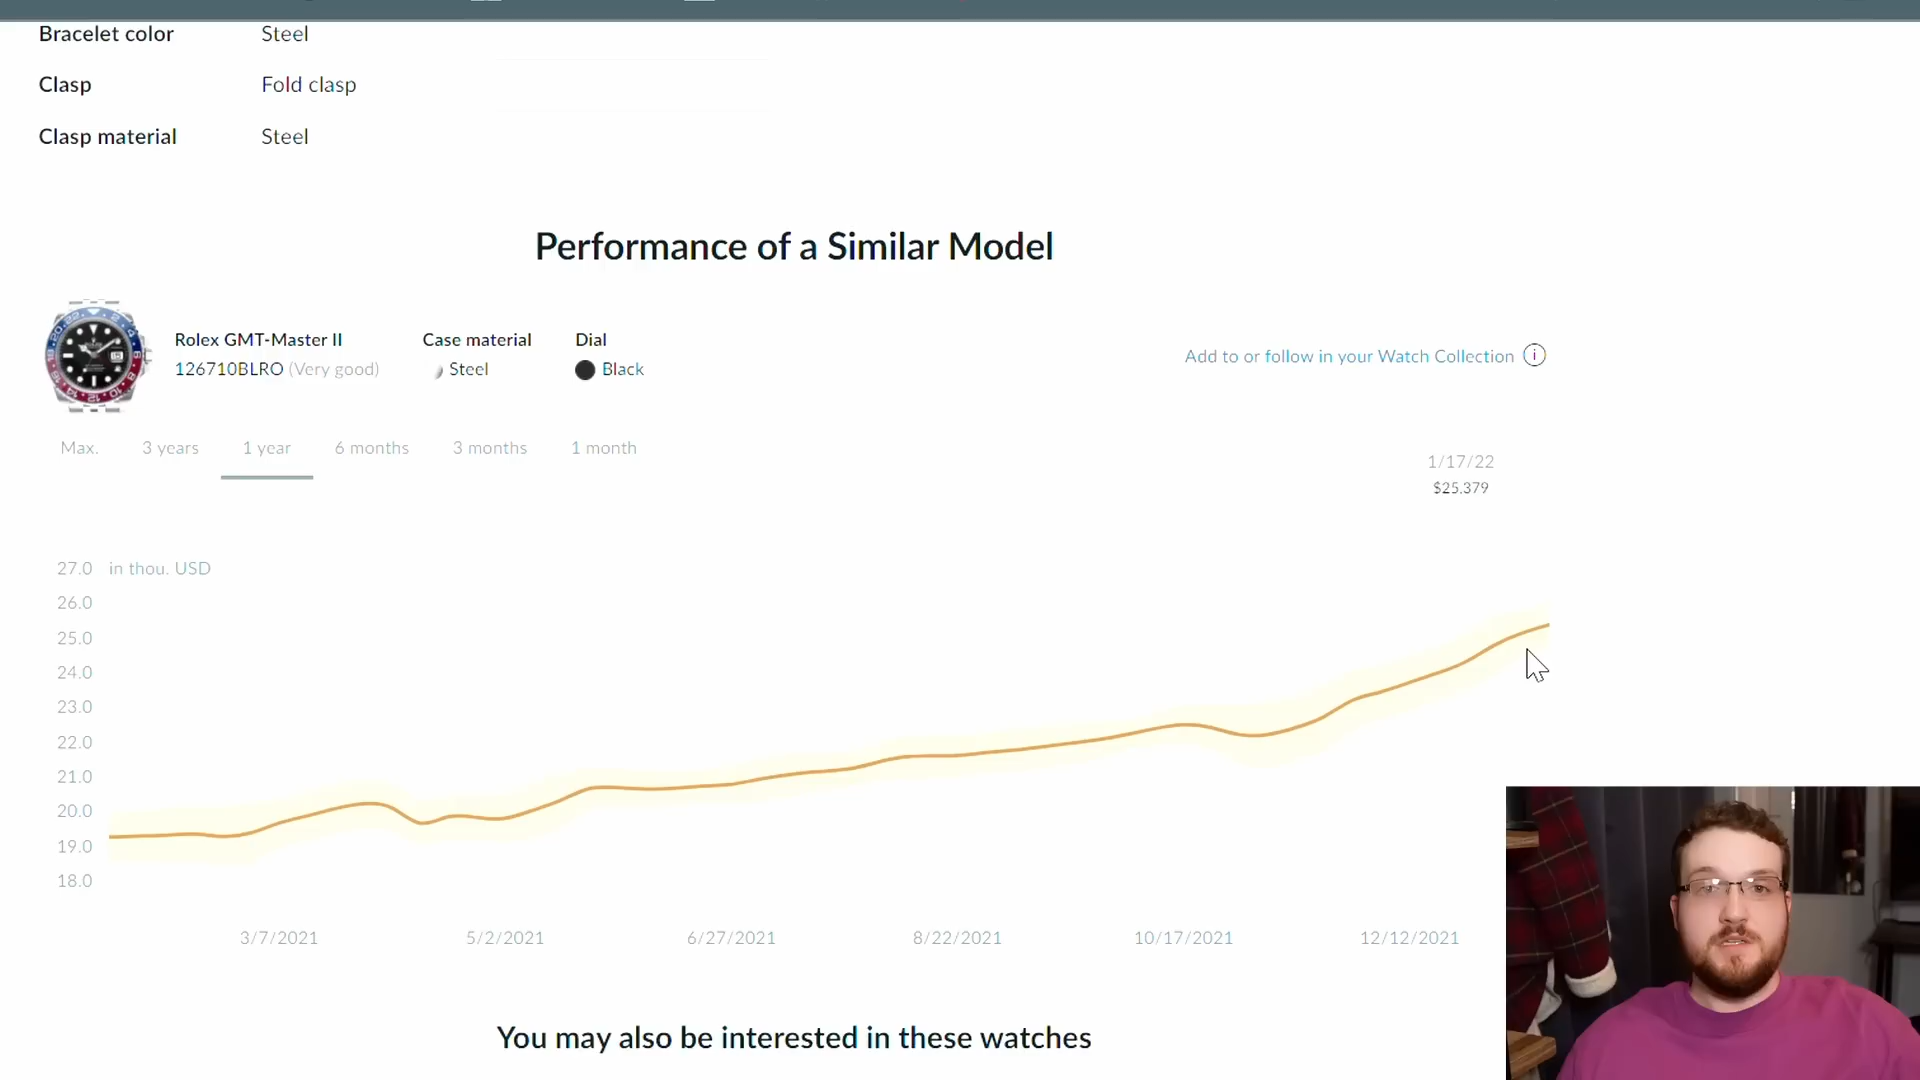 Bracelet color Steel
Clasp Fold clasp
Clasp material Steel
Performance of a Similar Model
Rolex GMT-Master II Case material Dial
126710BLRO (Very good) Steel Black
Add to or follow in your Watch Collection i
Max. 3 years 1 year 6 months 3 months 1 month
1/17/22
$25,379
27.0 in thou. USD
26.0
25.0
24.0
23.0
22.0
21.0
20.0
19.0
18.0
3/7/2021 5/2/2021 6/27/2021 8/22/2021 10/17/2021 12/12/2021
You may also be interested in these watches